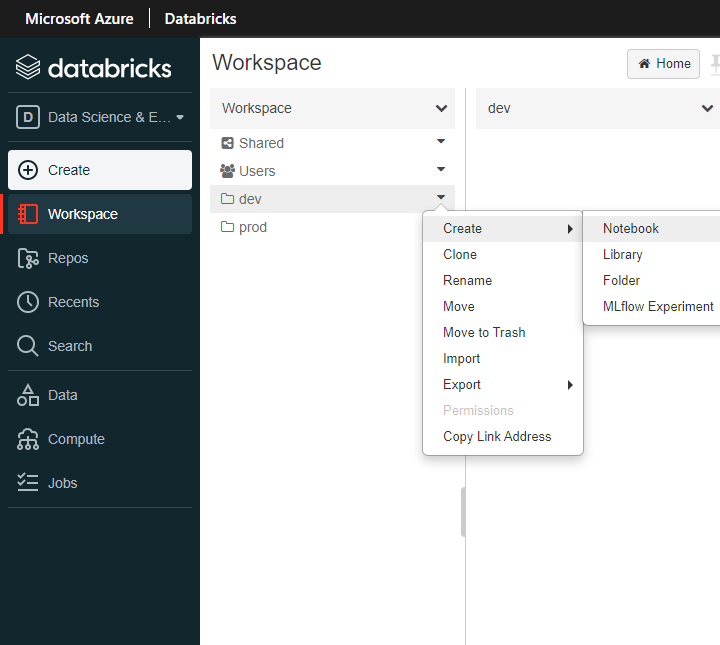 Microsoft Azure
Databricks
databricks
D
Data Science & E...
Create
Workspace
Repos
Recents
Search
Data
Compute
Jobs
Workspace
Home
Workspace
Shared
Users
dev
prod
dev
Create
Clone
Rename
Move
Move to Trash
Import
Export
Permissions
Copy Link Address
Notebook
Library
Folder
MLflow Experiment